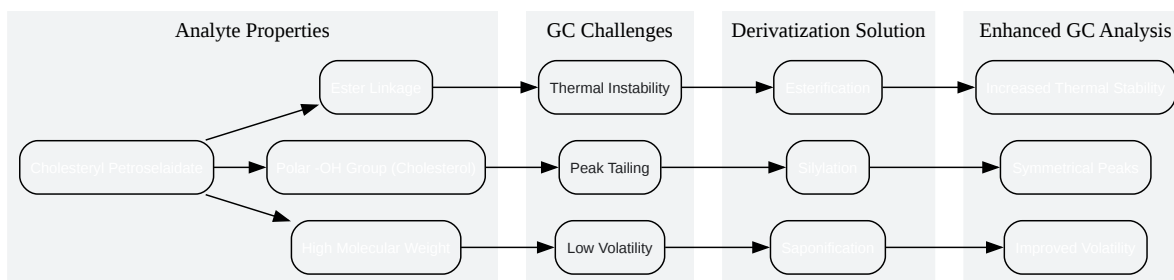 Analyte Properties
GC Challenges
Derivatization Solution
Enhanced GC Analysis
Ester Linkage
Thermal Instability
Esterification
Increased Thermal Stability
Cholesteryl Petroselaidate
Polar -OH Group (Cholesterol)
Peak Tailing
Silylation
Symmetrical Peaks
High Molecular Weight
Low Volatility
Saponification
Improved Volatility